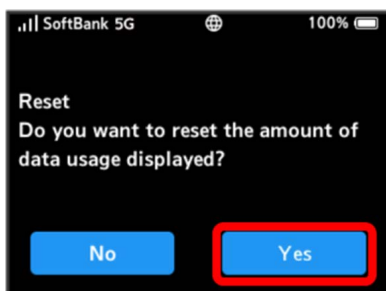 SoftBank 5G 100%
Reset
Do you want to reset the amount of
data usage displayed?
No Yes